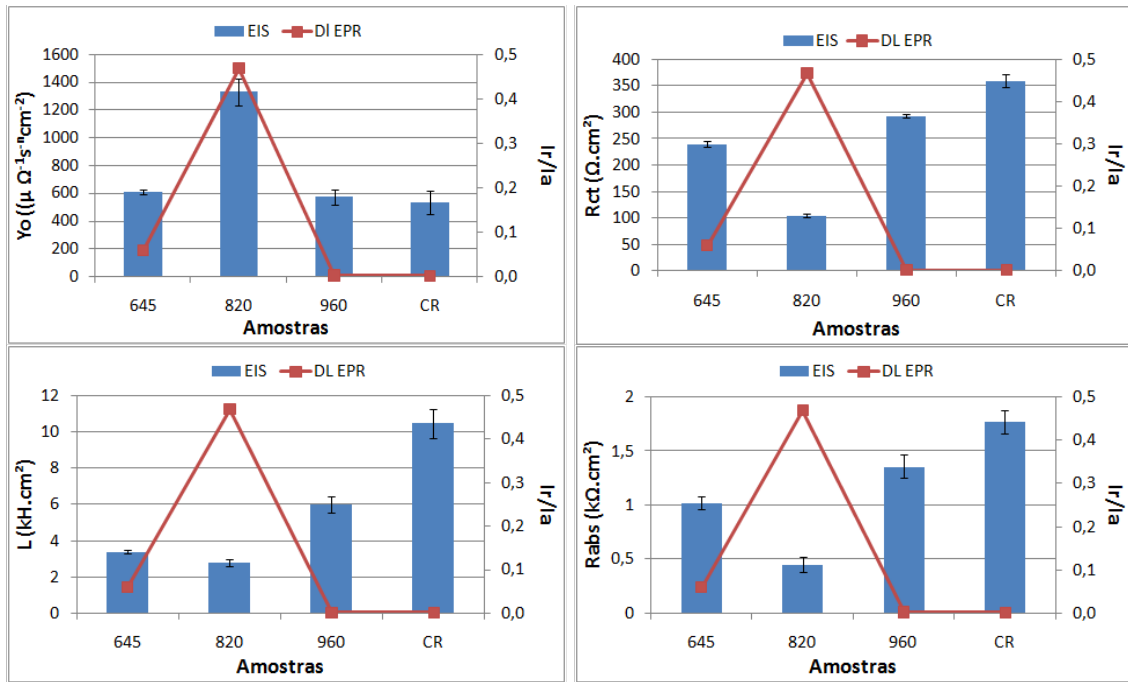 EIS Dl EPR
1600
1400
1200
1000
800
600
400
200
0
0,5
0,4
0,3
0,2
0,1
0,0
Yo ((µ Ω⁻¹s⁻ⁿcm⁻²)
Ir/Ia
645 820 960 CR
Amostras
EIS DL EPR
400
350
300
250
200
150
100
50
0
0,5
0,4
0,3
0,2
0,1
0,0
Rct (Ω.cm²)
Ir/Ia
645 820 960 CR
Amostras
EIS DL EPR
12
10
8
6
4
2
0
0,5
0,4
0,3
0,2
0,1
0,0
L (kH.cm²)
Ir/Ia
645 820 960 CR
Amostras
EIS DL EPR
2
1,5
1
0,5
0
0,5
0,4
0,3
0,2
0,1
0,0
Rabs (kΩ.cm²)
Ir/Ia
645 820 960 CR
Amostras